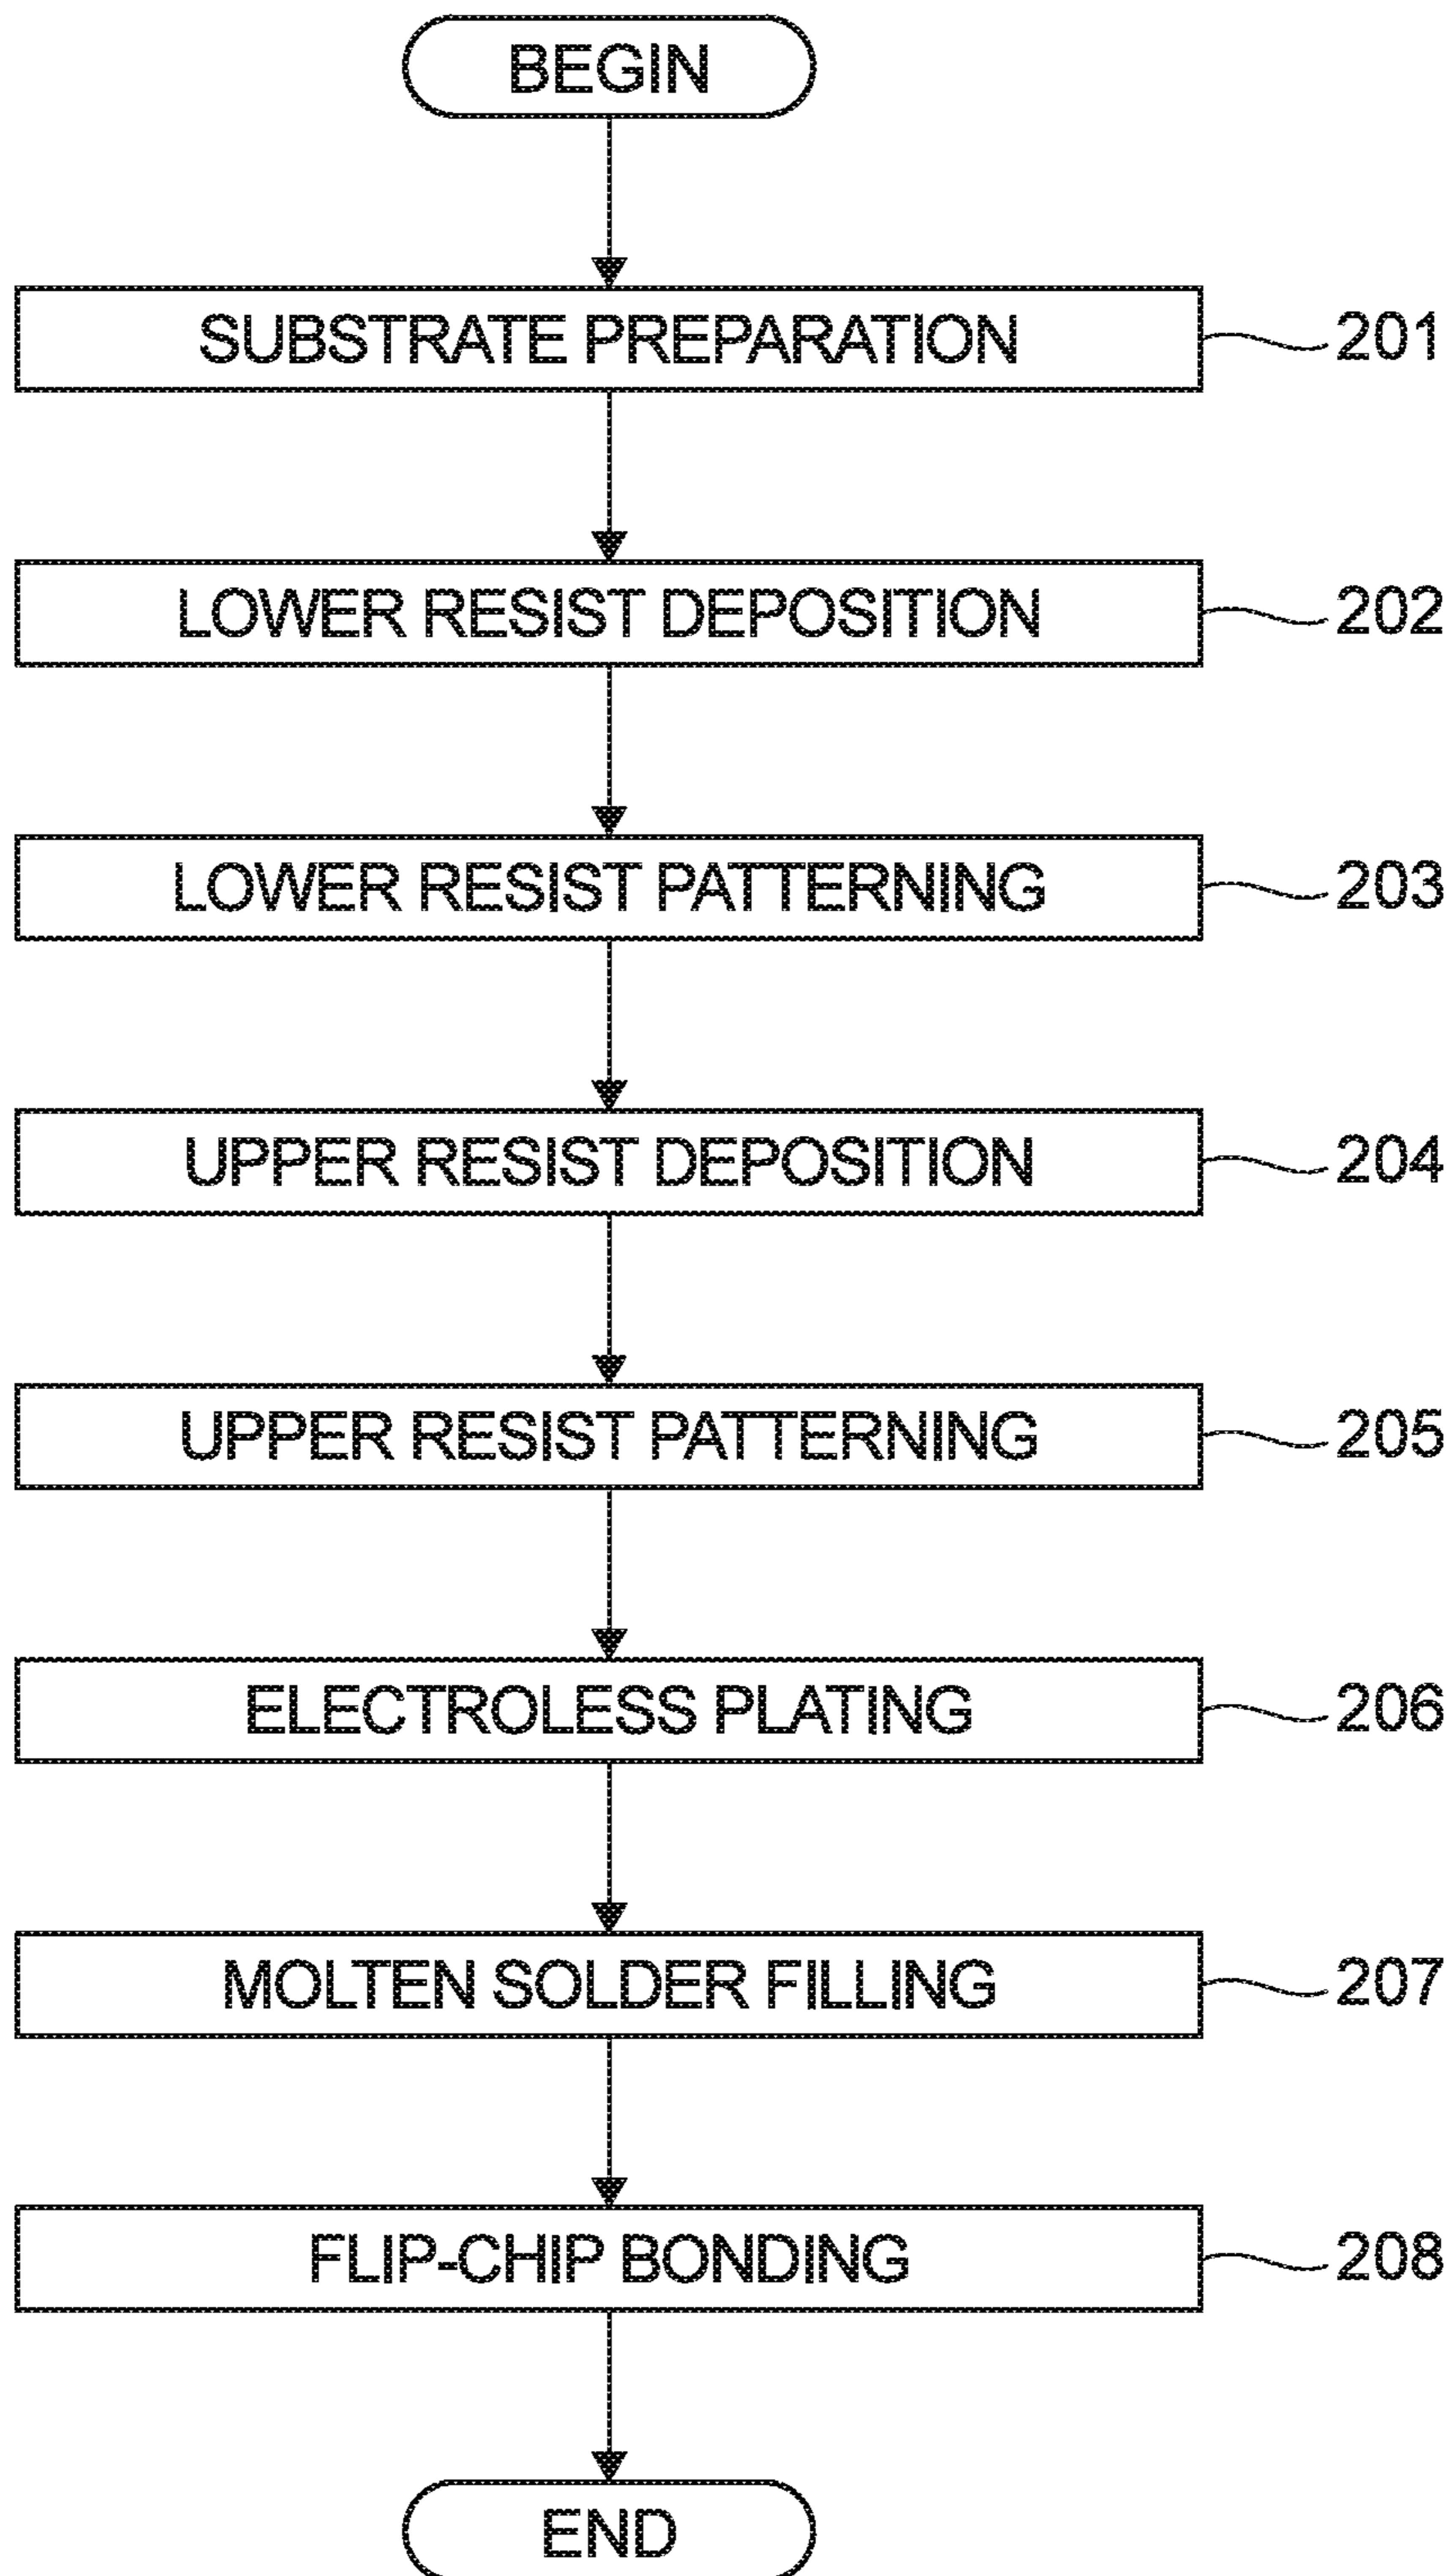 BEGIN
SUBSTRATE PREPARATION 201
LOWER RESIST DEPOSITION 202
LOWER RESIST PATTERNING 203
UPPER RESIST DEPOSITION 204
UPPER RESIST PATTERNING 205
ELECTROLESS PLATING 206
MOLTEN SOLDER FILLING 207
FLIP-CHIP BONDING 208
END